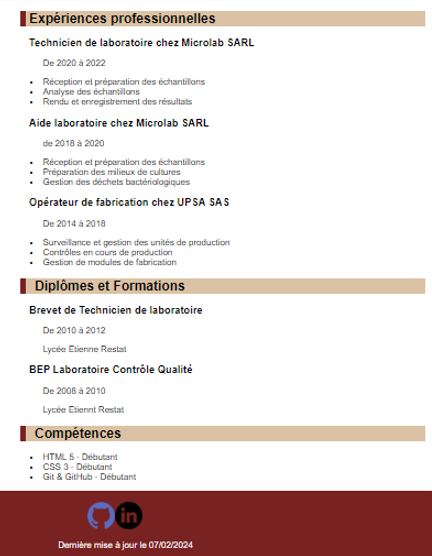 Expériences professionnelles
Technicien de laboratoire chez Microlab SARL
De 2020 à 2022
• Réception et préparation des échantillons
• Analyse des échantillons
• Rendu et enregistrement des résultats
Aide laboratoire chez Microlab SARL
de 2018 à 2020
• Réception et préparation des échantillons
• Préparation des milieux de cultures
• Gestion des déchets bactériologiques
Opérateur de fabrication chez UPSA SAS
De 2014 à 2018
• Surveillance et gestion des unités de production
• Contrôles en cours de production
• Gestion de modules de fabrication
Diplômes et Formations
Brevet de Technicien de laboratoire
De 2010 à 2012
Lycée Etienne Restat
BEP Laboratoire Contrôle Qualité
De 2008 à 2010
Lycée Etiennt Restat
Compétences
• HTML 5 - Débutant
• CSS 3 - Débutant
• Git & GitHub - Débutant
in
Dernière mise à jour le 07/02/2024